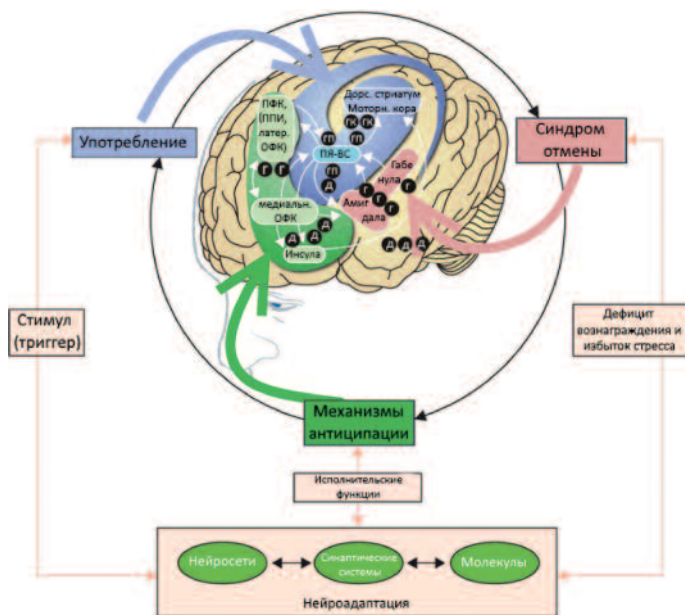 Дорс. стриатум
Моторн. кора
ГК ГК
ПФК,
(ППИ,
латер.
ОФК)
ГП ГП
ПЯ-ВС
ГП
Д
Г Г
Габе
нула
Г
Г
Г
Г
Амиг
дала
медиальн.
ОФК
Д Д Д
Инсула
Д Д Д
Употребление
Синдром
отмены
Стимул
(триггер)
Дефицит
вознаграждения и
избыток стресса
Механизмы
антиципации
Исполнительские
функции
Нейросети
Синаптические
системы
Молекулы
Нейроадаптация